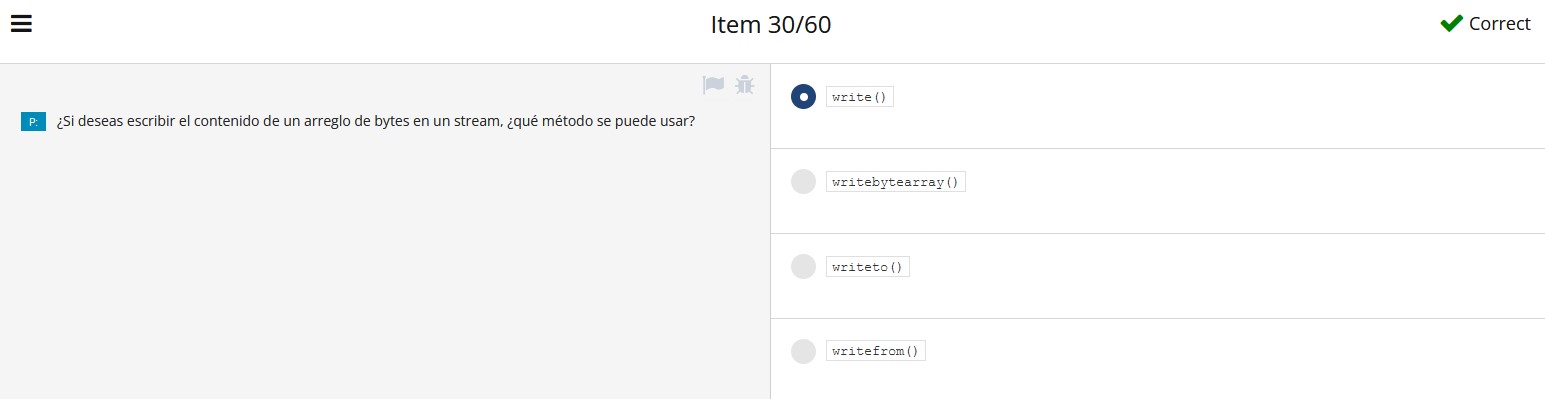 Item 30/60
Correct
P: ¿Si deseas escribir el contenido de un arreglo de bytes en un stream, ¿qué método se puede usar?
write()
writebytearray()
writeto()
writefrom()